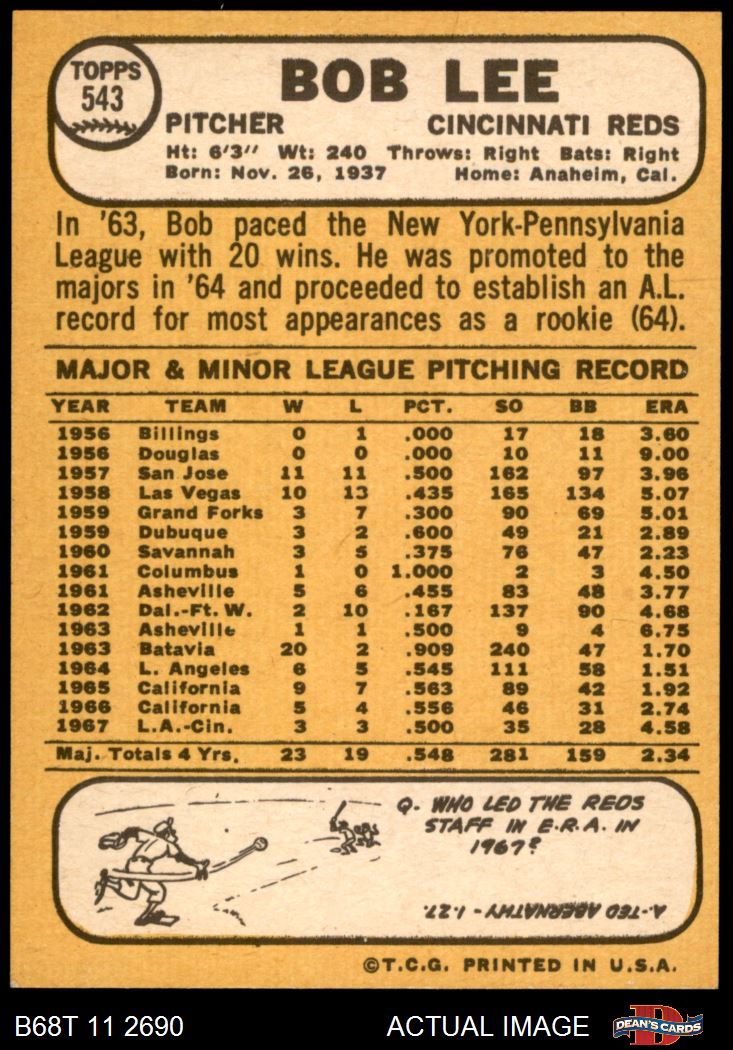 TOPPS
543
BOB LEE
PITCHER CINCINNATI REDS
Ht: 6'3" Wt: 240 Throws: Right Bats: Right
Born: Nov. 26, 1937 Home: Anaheim, Cal.
In '63, Bob paced the New York-Pennsylvania
League with 20 wins. He was promoted to the
majors in '64 and proceeded to establish an A.L.
record for most appearances as a rookie (64).
MAJOR & MINOR LEAGUE PITCHING RECORD
YEAR TEAM W L PCT. SO BB ERA
1956 Billings 0 1 .000 17 18 3.60
1956 Douglas 0 0 .000 10 11 9.00
1957 San Jose 11 11 .500 162 97 3.96
1958 Las Vegas 10 13 .435 165 134 5.07
1959 Grand Forks 3 7 .300 90 69 5.01
1959 Dubuque 3 2 .600 49 21 2.89
1960 Savannah 3 5 .375 76 47 2.23
1961 Columbus 1 0 1.000 2 3 4.50
1961 Asheville 5 6 .455 83 48 3.77
1962 Dal.-Ft. W. 2 10 .167 137 90 4.68
1963 Asheville 1 1 .500 9 4 6.75
1963 Batavia 20 2 .909 240 47 1.70
1964 L. Angeles 6 5 .545 111 58 1.51
1965 California 9 7 .563 89 42 1.92
1966 California 5 4 .556 46 31 2.74
1967 L.A.-Cin. 3 3 .500 35 28 4.58
Maj. Totals 4 Yrs. 23 19 .548 281 159 2.34
Q. WHO LED THE REDS
STAFF IN E.R.A. IN
1967?
A. TED ABERNATHY - 1.27.
©T.C.G. PRINTED IN U.S.A.
B68T 11 2690 ACTUAL IMAGE
D
DEAN'S CARDS